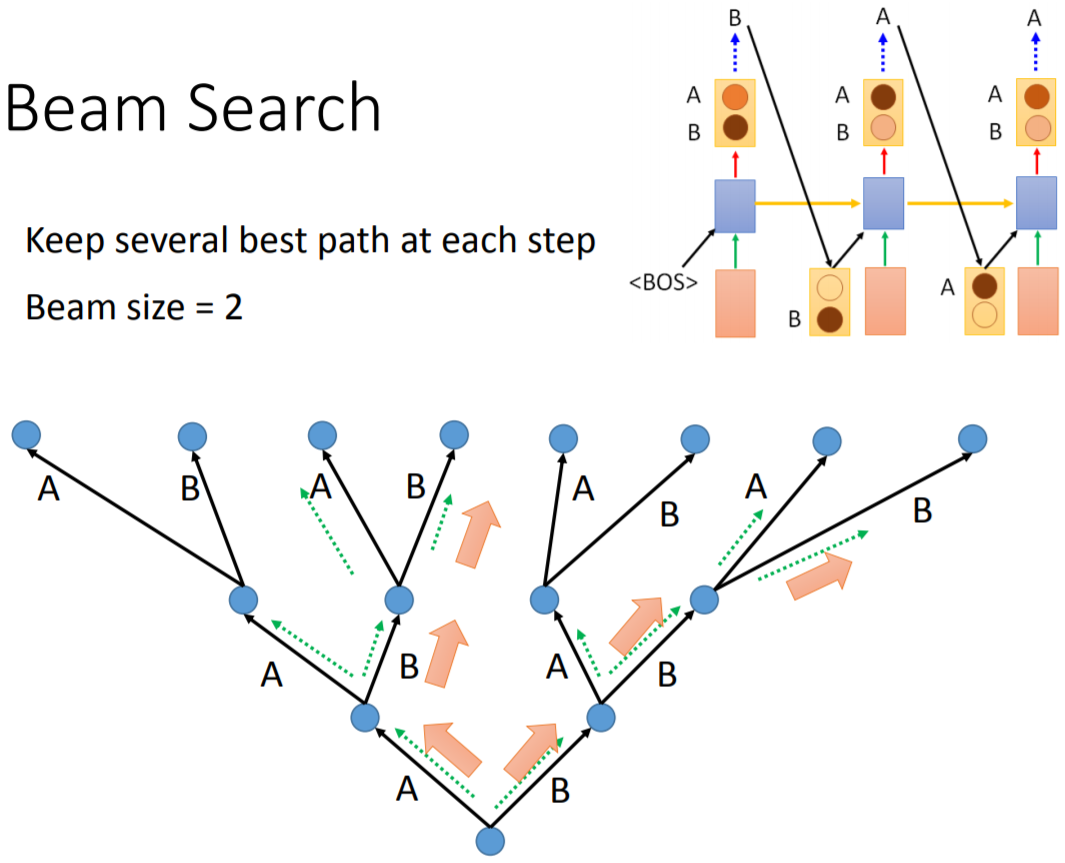 Beam Search
Keep several best path at each step
Beam size = 2
B A A
A A A
B B B
<BOS>
A
B
A B A B A B A B
A B A B
A B